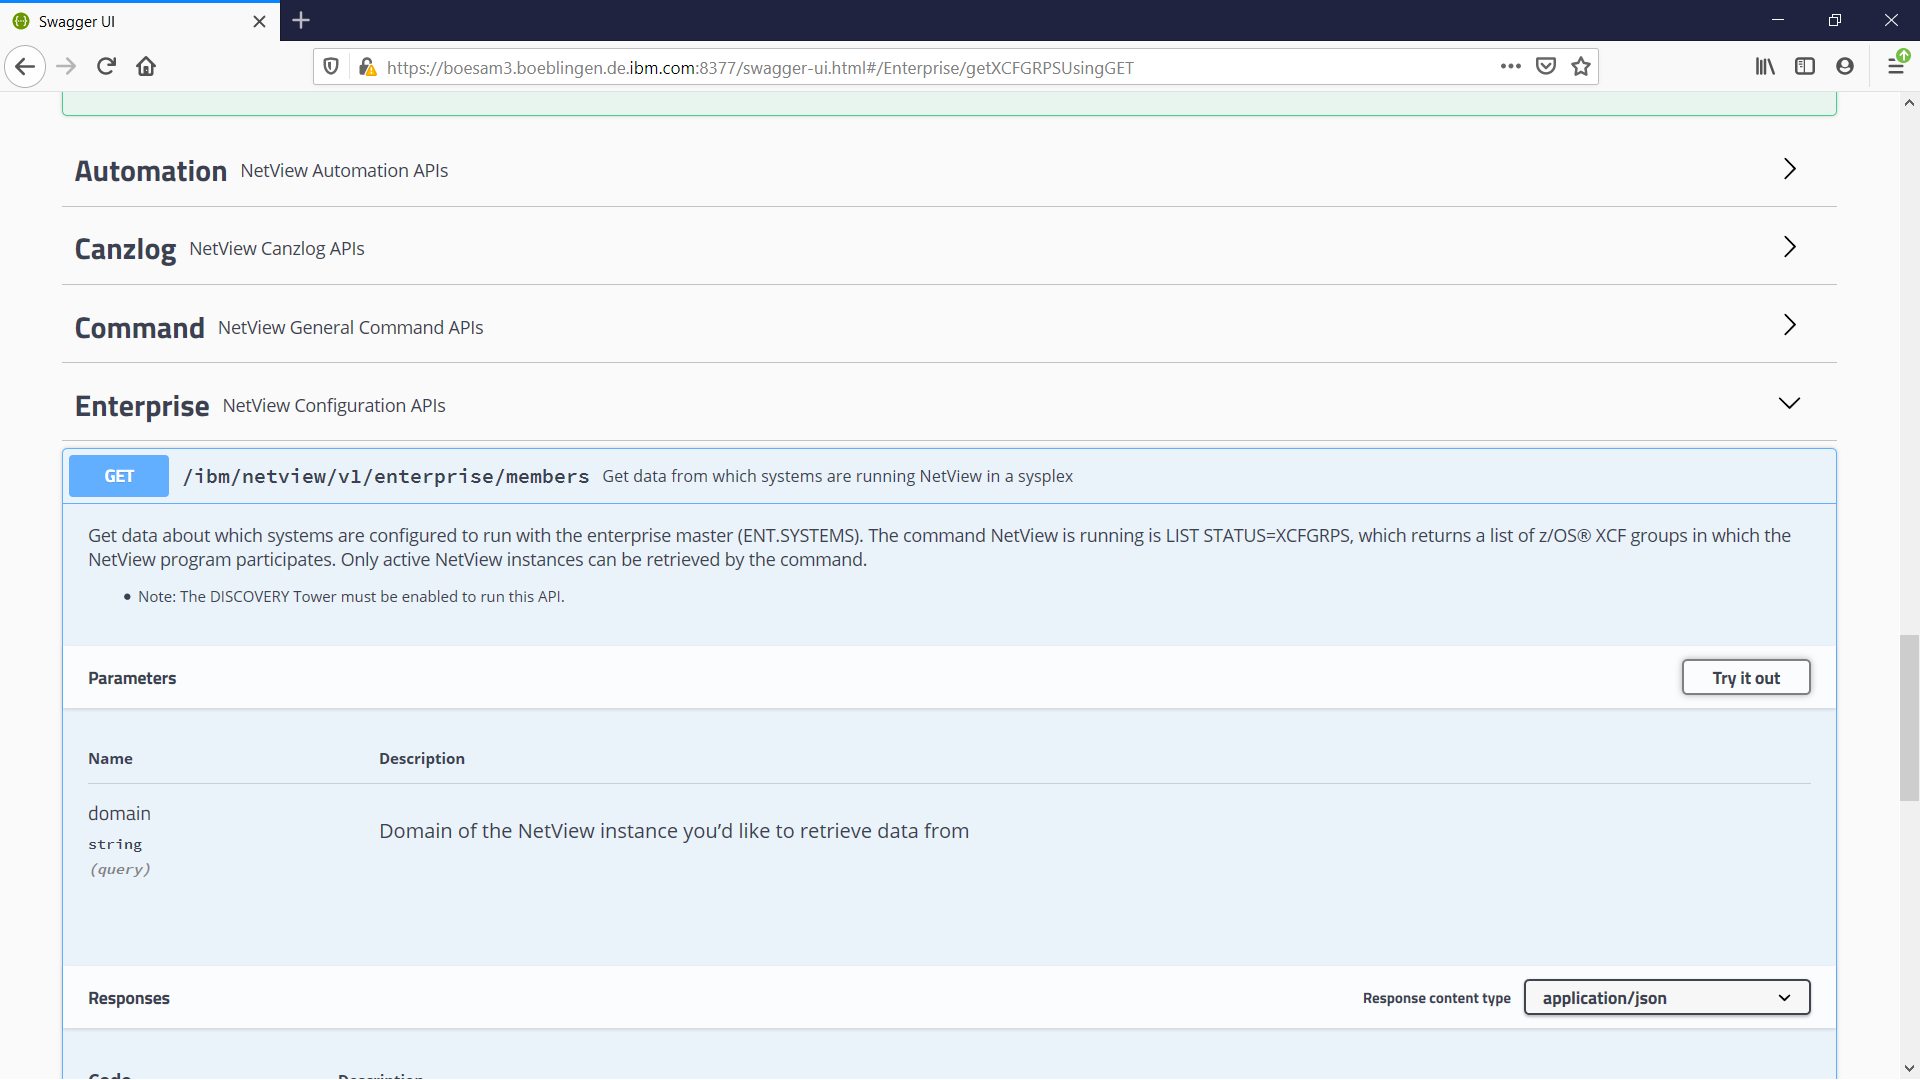 Swagger UI
https://boesam3.boeblingen.de.ibm.com:8377/swagger-ui.html#/Enterprise/getXCFGRPSUsingGET
Automation NetView Automation APIs
Canzlog NetView Canzlog APIs
Command NetView General Command APIs
Enterprise NetView Configuration APIs
GET /ibm/netview/v1/enterprise/members Get data from which systems are running NetView in a sysplex
Get data about which systems are configured to run with the enterprise master (ENT.SYSTEMS). The command NetView is running is LIST STATUS=XCFGRPS, which returns a list of z/OS® XCF groups in which the
NetView program participates. Only active NetView instances can be retrieved by the command.
• Note: The DISCOVERY Tower must be enabled to run this API.
Parameters Try it out
Name Description
domain
Domain of the NetView instance you’d like to retrieve data from
string
(query)
Responses Response content type application/json
Code Description